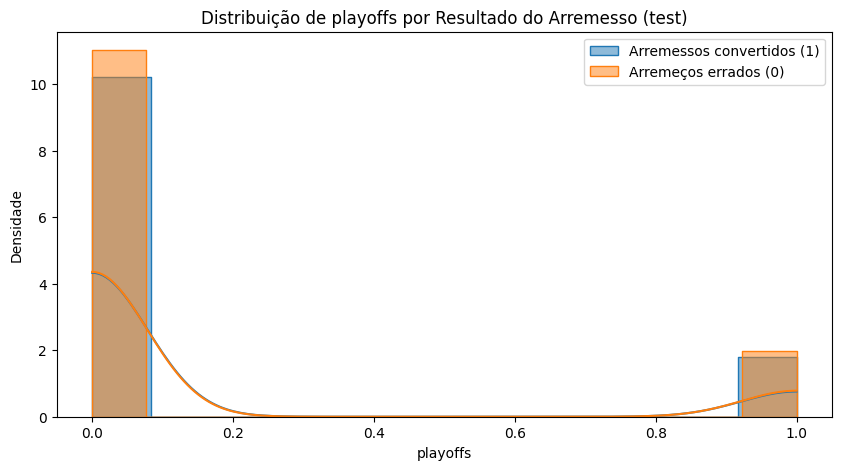 Distribuição de playoffs por Resultado do Arremesso (test)
Arremessos convertidos (1)
Arremeços errados (0)
Densidade
10
8
6
4
2
0
0.0 0.2 0.4 0.6 0.8 1.0
playoffs